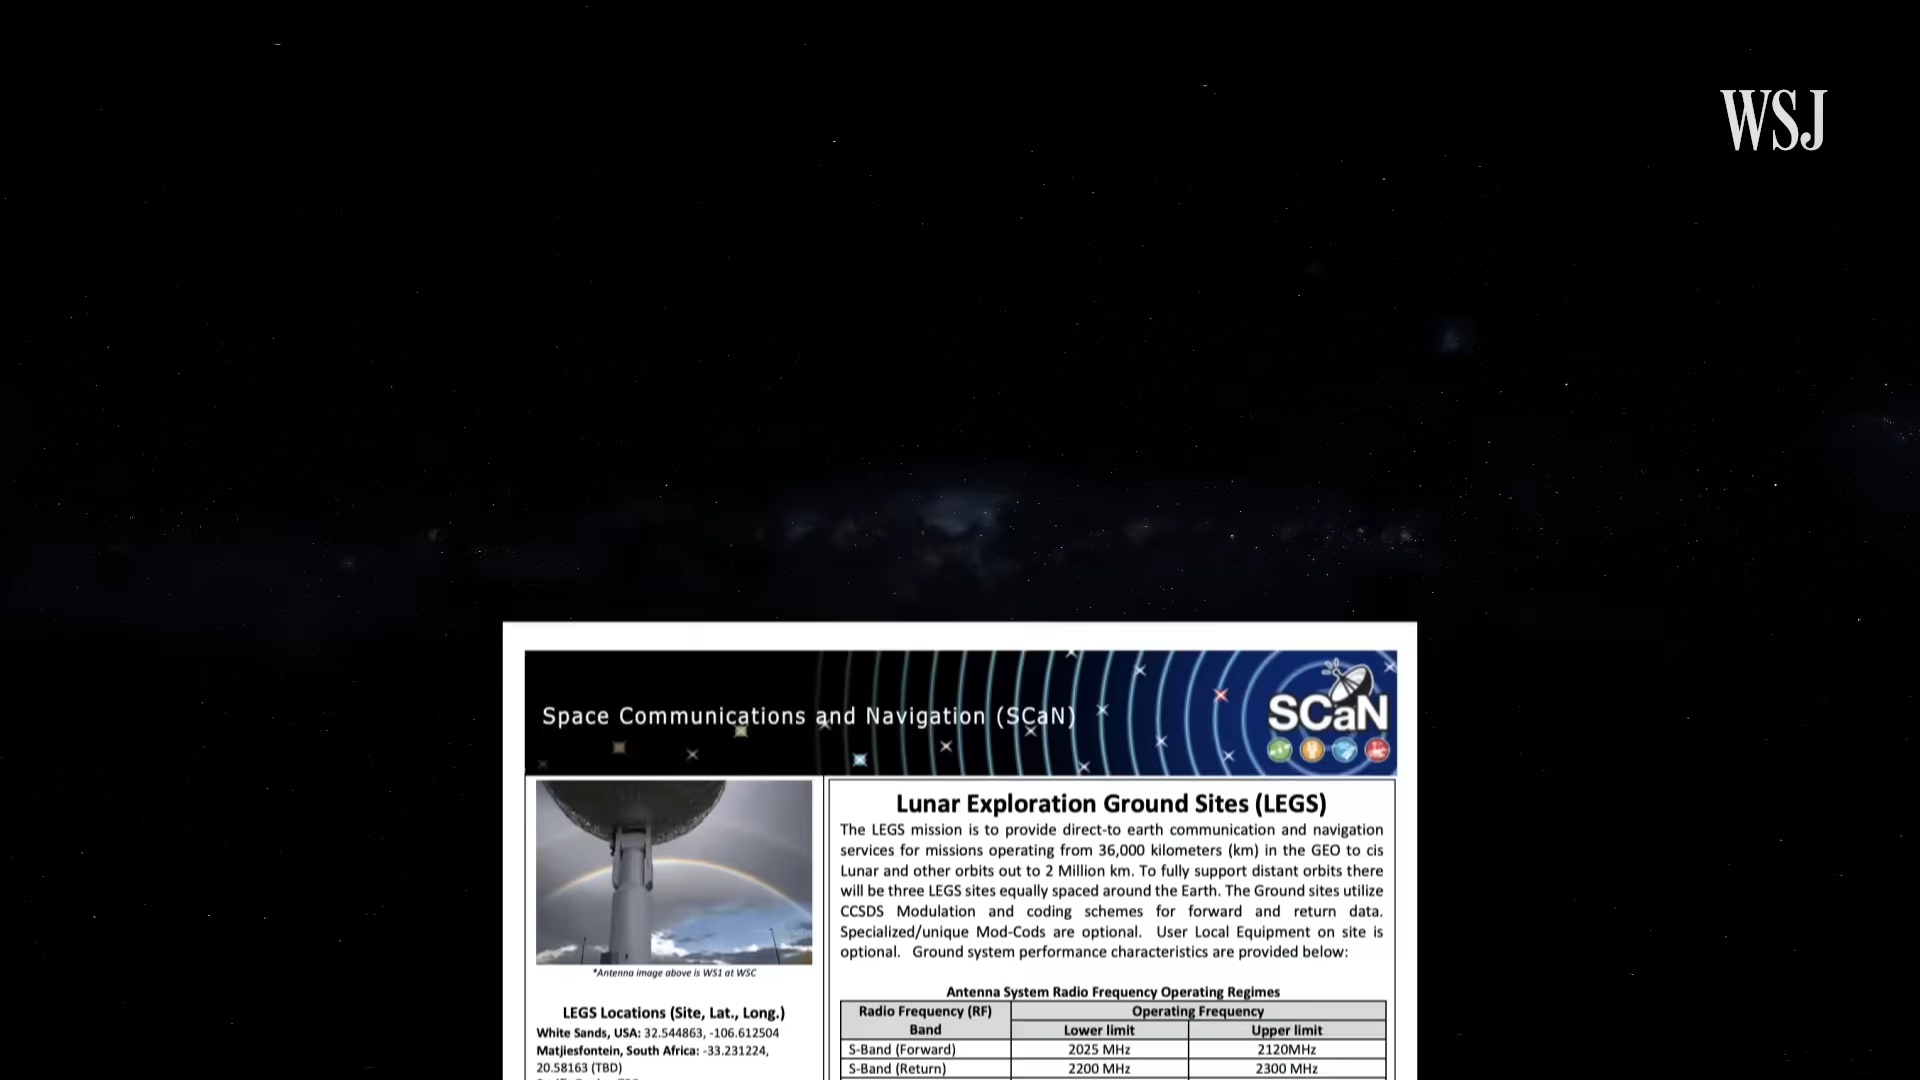 WSJ
Space Communications and Navigation (SCaN)
SCaN
*Antenna image above is WS1 at WSC
LEGS Locations (Site, Lat., Long.)
White Sands, USA: 32.544863, -106.612504
Matjiesfontein, South Africa: -33.231224,
20.58163 (TBD)
Lunar Exploration Ground Sites (LEGS)
The LEGS mission is to provide direct-to earth communication and navigation
services for missions operating from 36,000 kilometers (km) in the GEO to cis
Lunar and other orbits out to 2 Million km. To fully support distant orbits there
will be three LEGS sites equally spaced around the Earth. The Ground sites utilize
CCSDS Modulation and coding schemes for forward and return data.
Specialized/unique Mod-Cods are optional. User Local Equipment on site is
optional. Ground system performance characteristics are provided below:
Antenna System Radio Frequency Operating Regimes
Radio Frequency (RF)
Band
Operating Frequency
Lower limit Upper limit
S-Band (Forward) 2025 MHz 2120MHz
S-Band (Return) 2200 MHz 2300 MHz